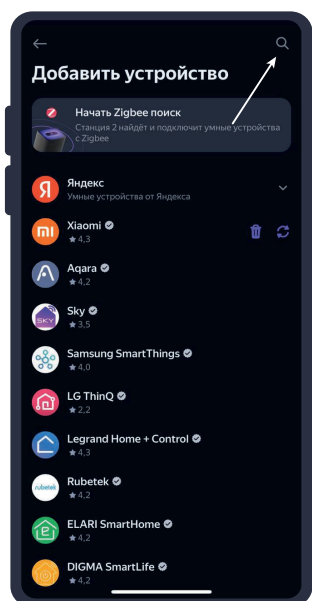 Добавить устройство
Начать Zigbee поиск
Станция 2 найдёт и подключит умные устройства
с Zigbee
Я
Яндекс
Умные устройства от Яндекса
Xiaomi
4,3
Aqara
4,2
SKY
Sky
3,5
Samsung SmartThings
4,0
LG ThinQ
2,2
Legrand Home + Control
4,3
rubetek
Rubetek
4,2
E
ELARI SmartHome
4,2
DIGMA SmartLife
4,2